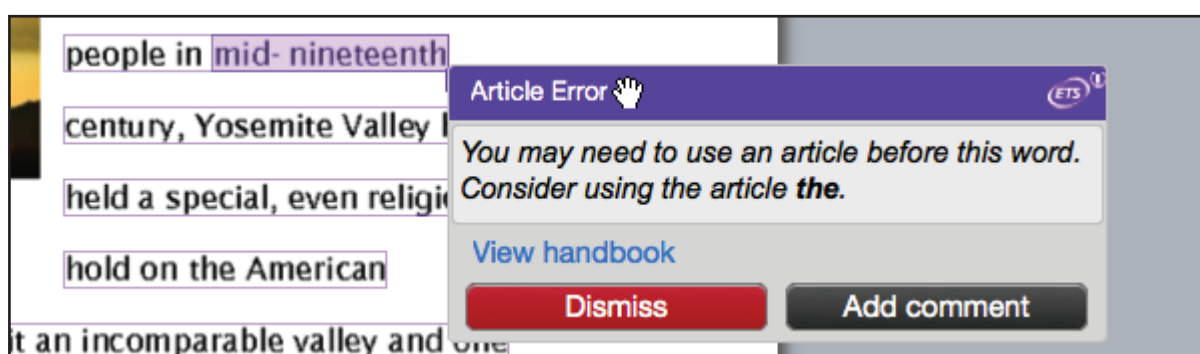 people in mid- nineteenth
Article Error
ETS
century, Yosemite Valley
You may need to use an article before this word.
Consider using the article the.
held a special, even
View handbook
hold on the American
Dismiss Add comment
it an incomparable valley and one